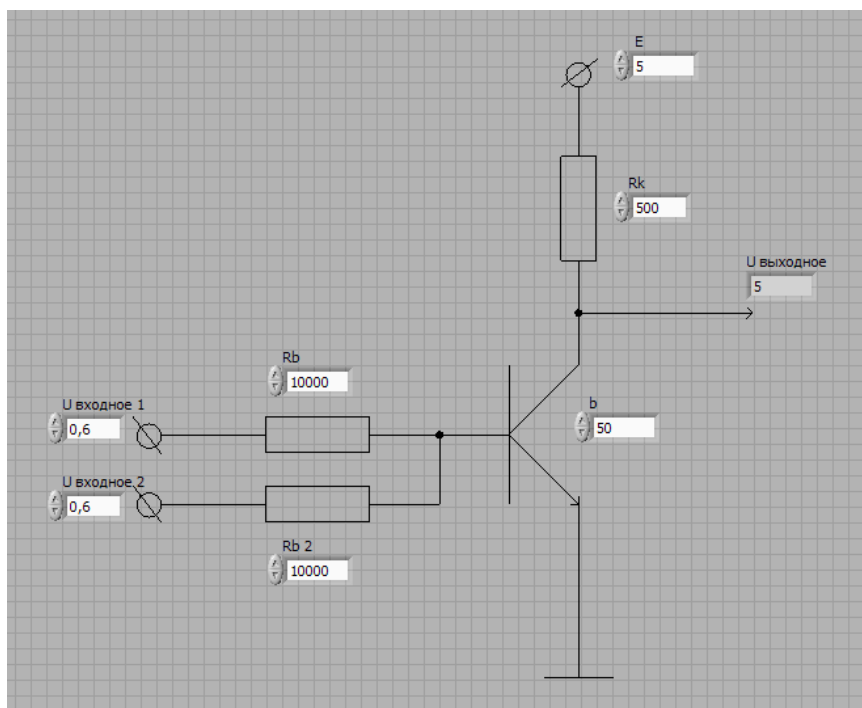 E
5
Rk
500
U выходное
5
Rb
10000
U входное 1
0,6
b
50
U входное 2
0,6
Rb 2
10000